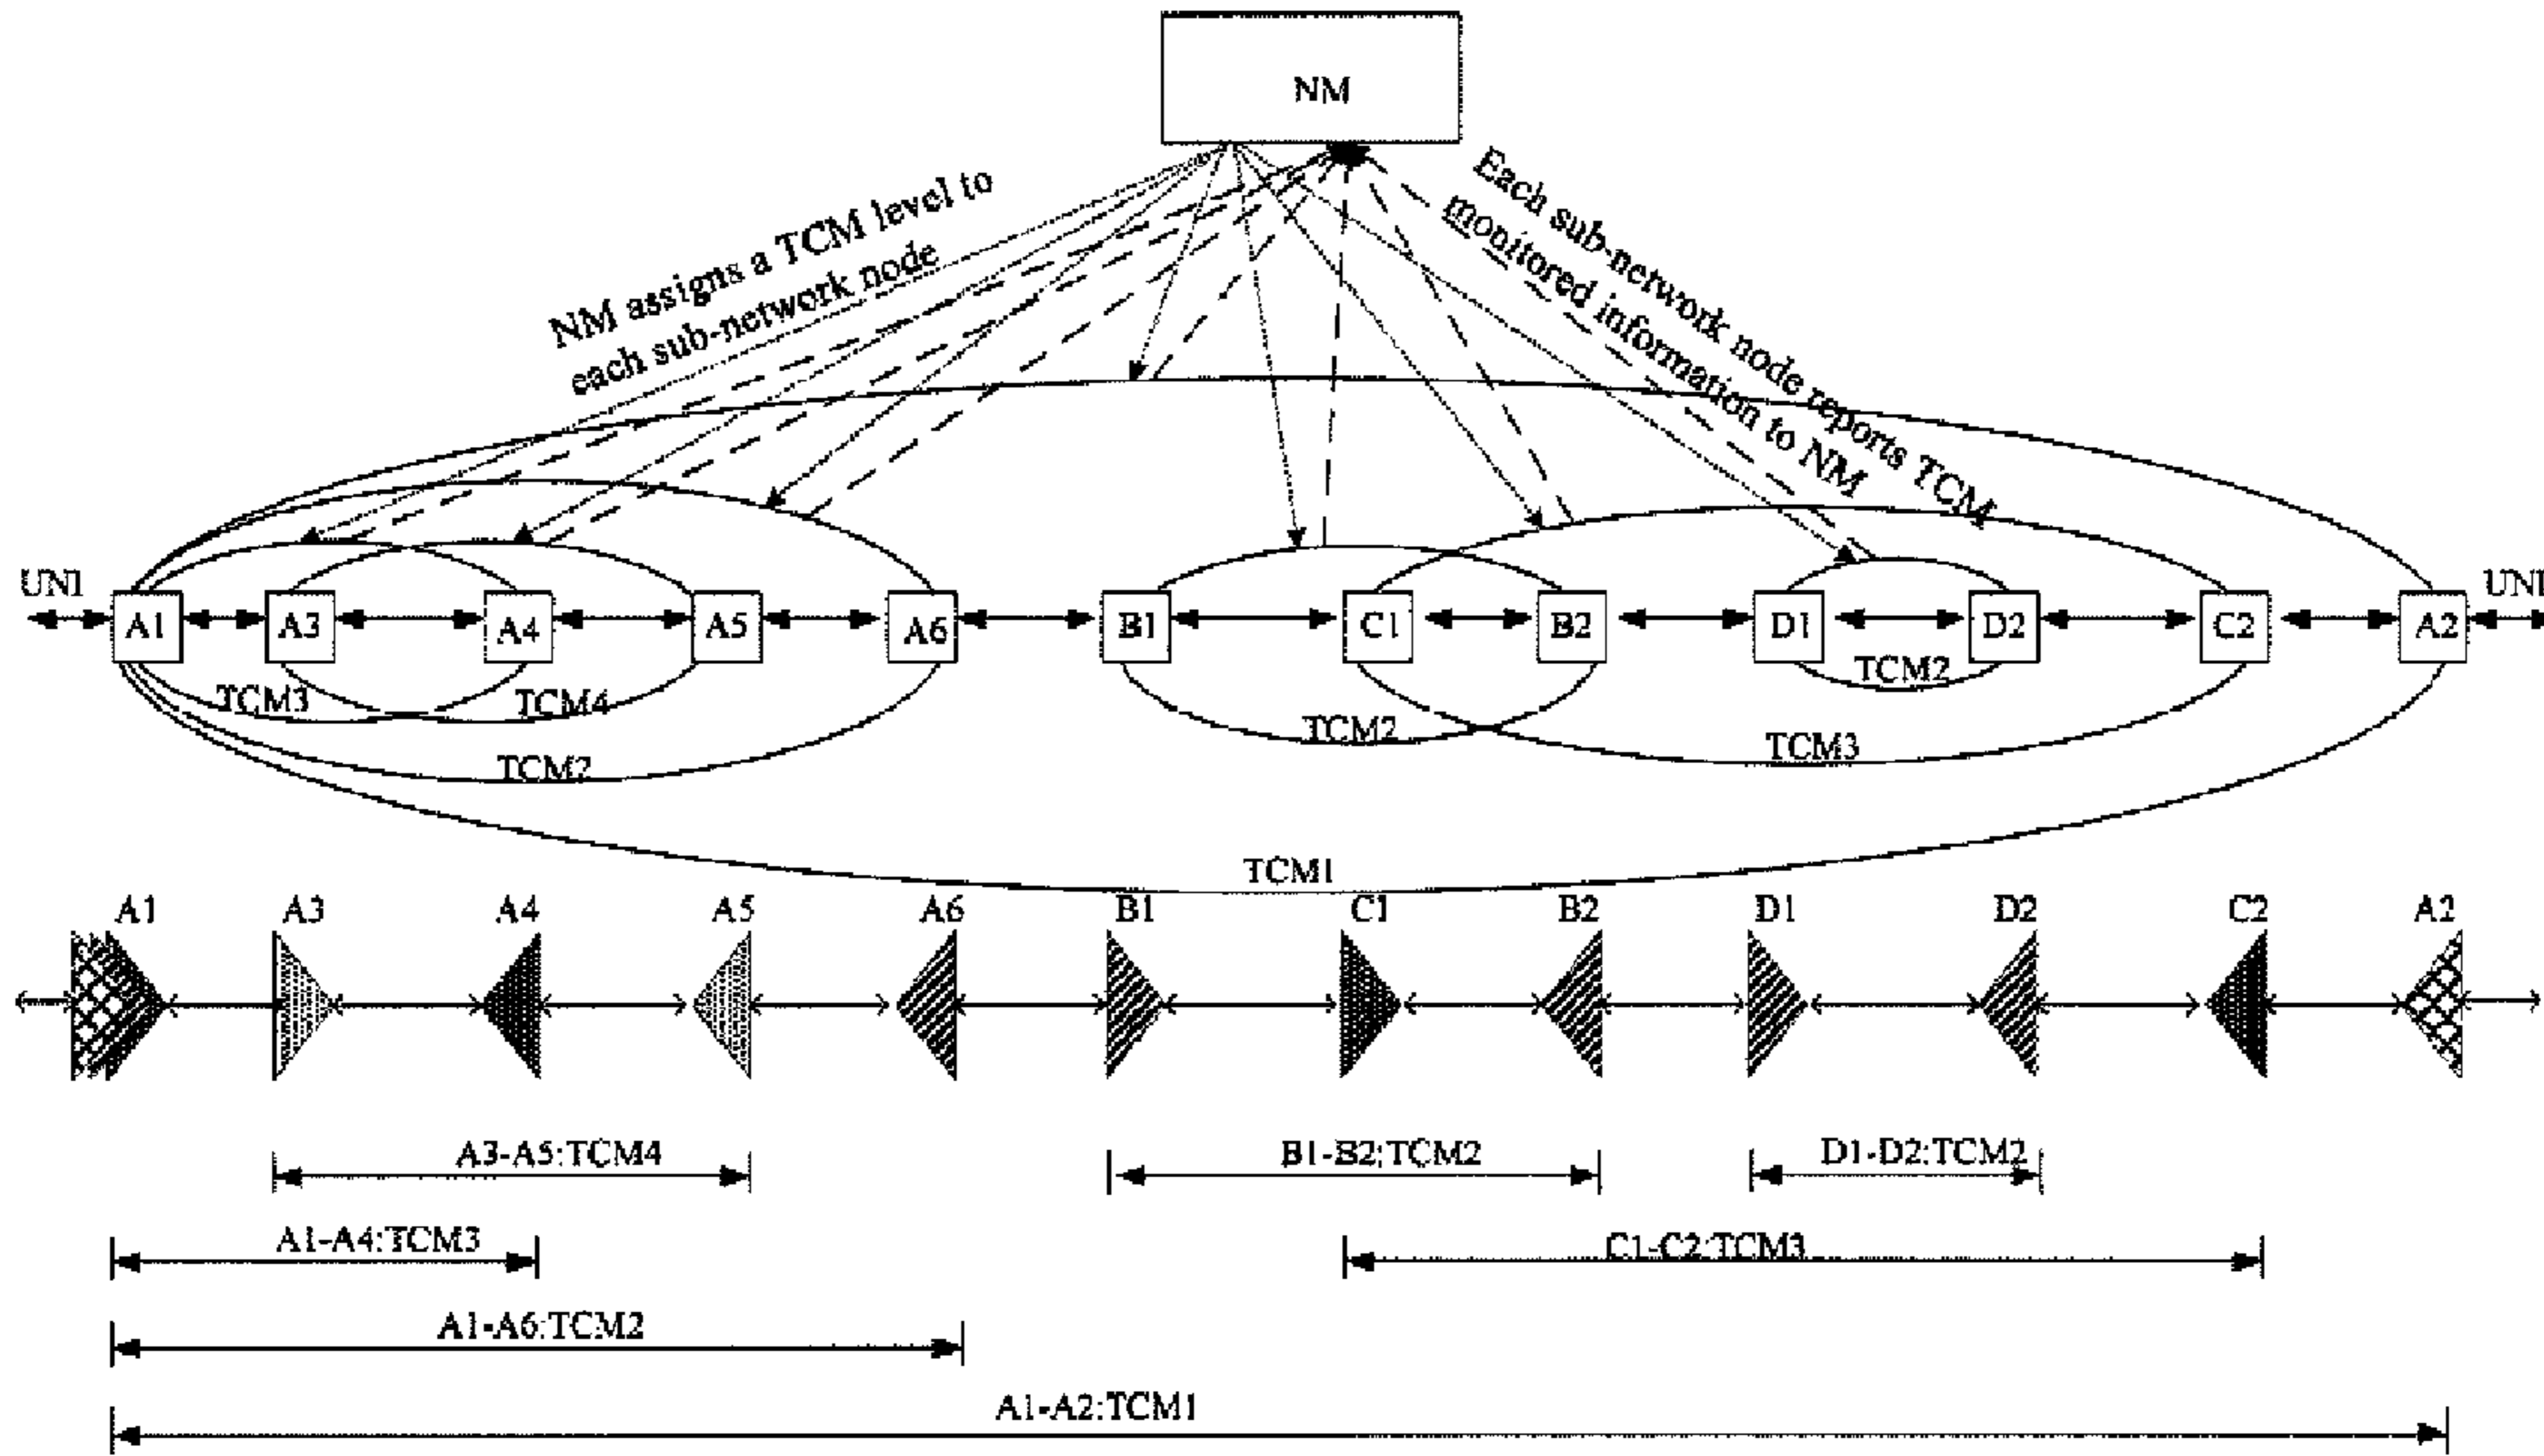 NM
NM assigns a TCM level to
each sub-network node
Each sub-network node reports TCM
monitored information to NM
UNI
UNI
A1
A3
A4
A5
A6
B1
C1
B2
D1
D2
C2
A2
TCM3
TCM4
TCM2
TCM2
TCM2
TCM3
TCM1
A1
A3
A4
A5
A6
B1
C1
B2
D1
D2
C2
A2
A3-A5:TCM4
B1-B2:TCM2
D1-D2:TCM2
A1-A4:TCM3
C1-C2:TCM3
A1-A6:TCM2
A1-A2:TCM1